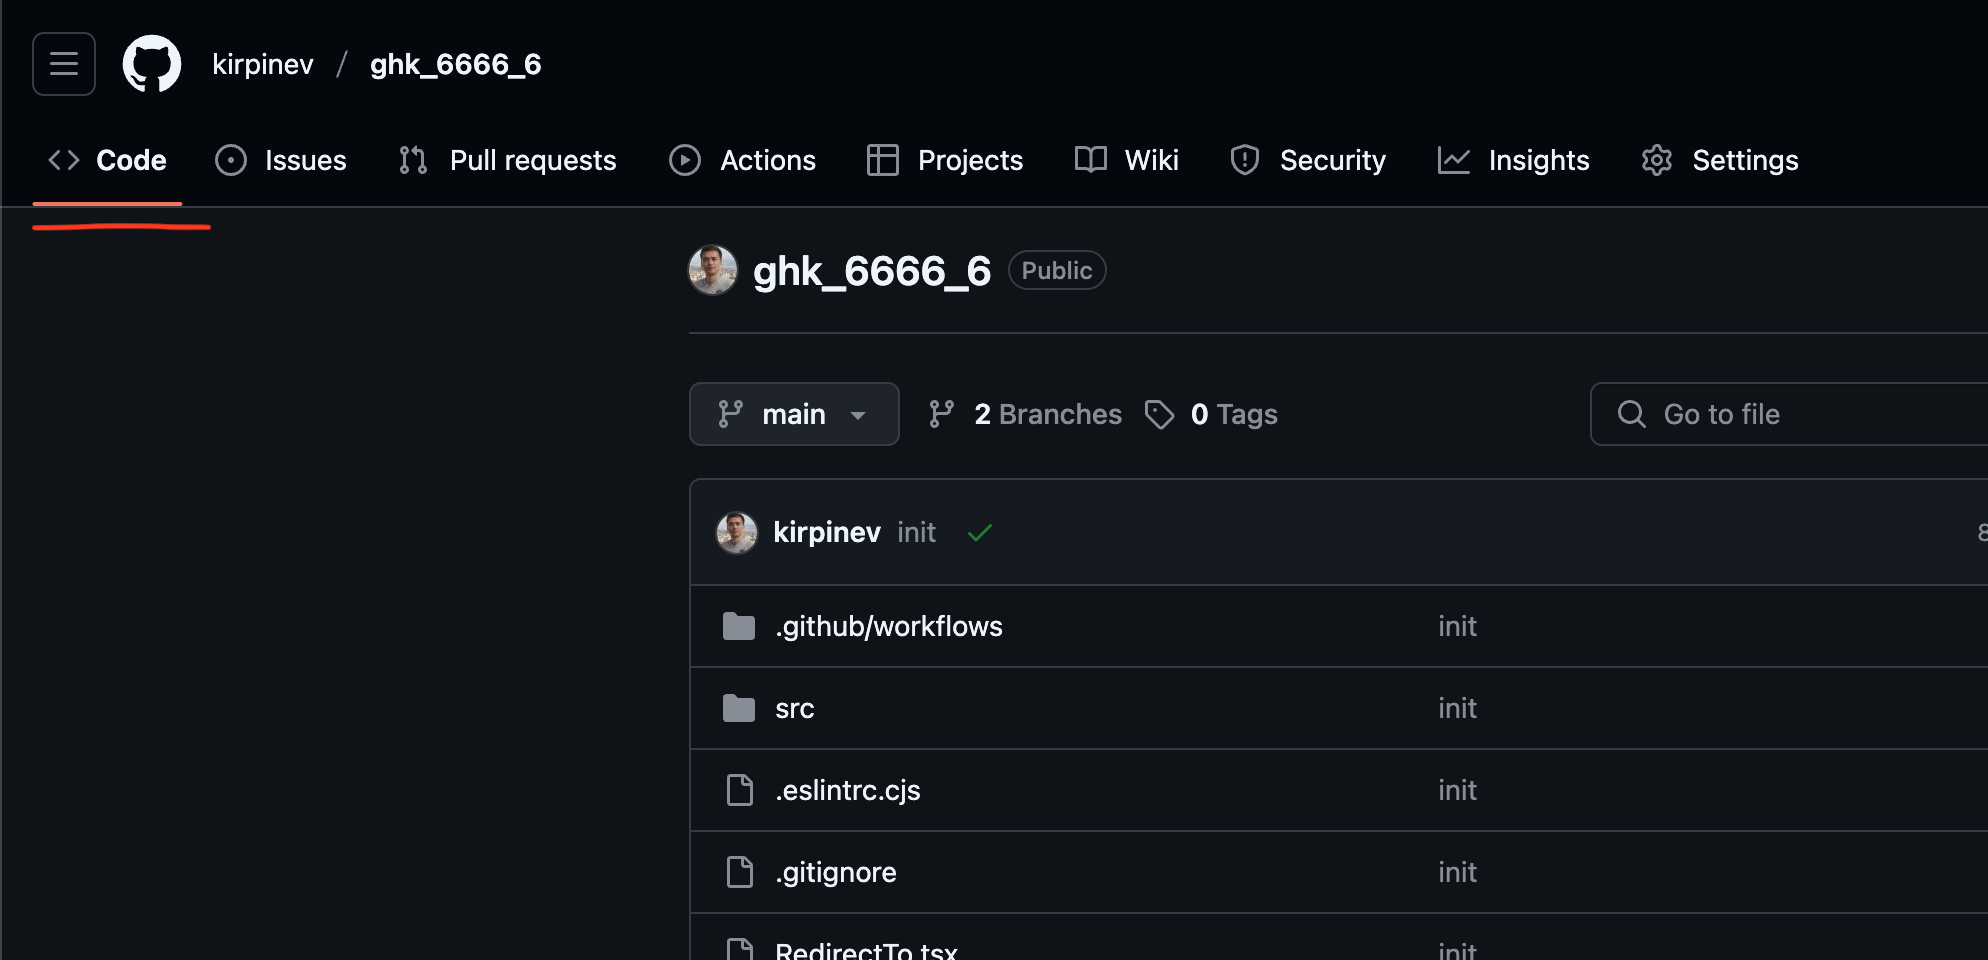 kirpinev / ghk_6666_6
Code Issues Pull requests Actions Projects Wiki Security Insights Settings
ghk_6666_6 Public
main 2 Branches 0 Tags Go to file
kirpinev init
.github/workflows init
src init
.eslintrc.cjs init
.gitignore init
RedirectTo.tsx init